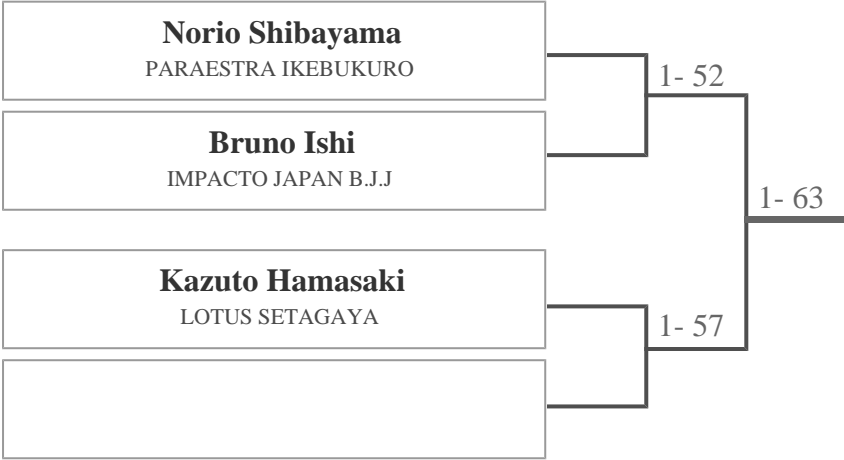 Norio Shibayama
PARAESTRA IKEBUKURO
1- 52
Bruno Ishi
IMPACTO JAPAN B.J.J
1- 63
Kazuto Hamasaki
LOTUS SETAGAYA
1- 57